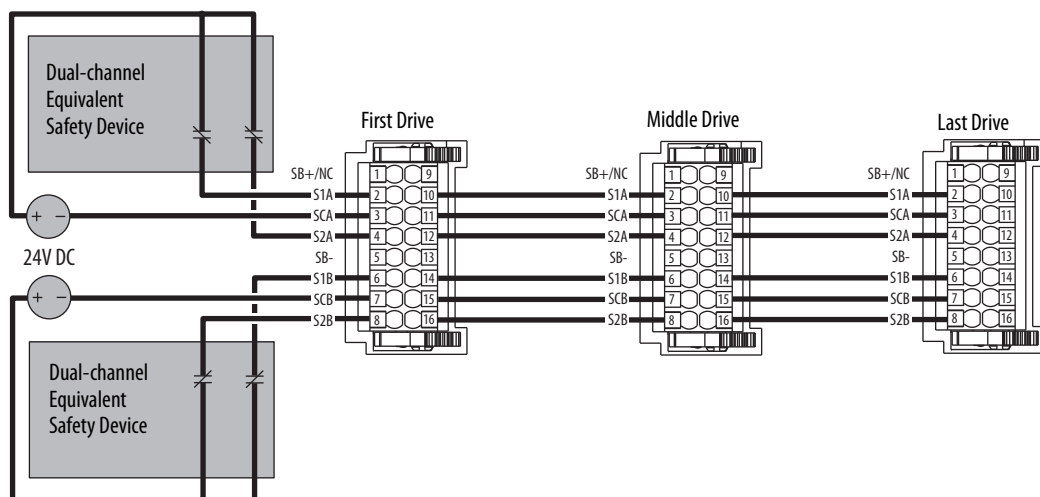 Dual-channel
Equivalent
Safety Device
24V DC
+ −
+ −
Dual-channel
Equivalent
Safety Device
First Drive
SB+/NC 1 9
S1A 2 10
SCA 3 11
S2A 4 12
SB- 5 13
S1B 6 14
SCB 7 15
S2B 8 16
Middle Drive
SB+/NC 1 9
S1A 2 10
SCA 3 11
S2A 4 12
SB- 5 13
S1B 6 14
SCB 7 15
S2B 8 16
Last Drive
SB+/NC 1 9
S1A 2 10
SCA 3 11
S2A 4 12
SB- 5 13
S1B 6 14
SCB 7 15
S2B 8 16